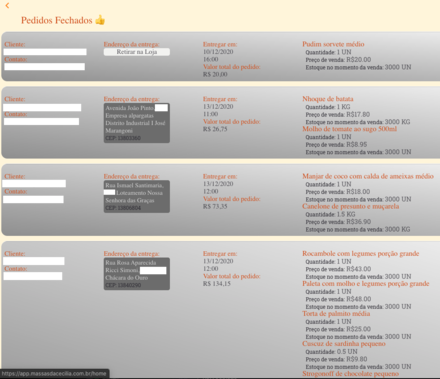 Pedidos Fechados 👍
Cliente:
Contato:
Endereço da entrega:
Retirar na Loja
Entregar em:
10/12/2020
16:00
Valor total do pedido:
R$ 20,00
Pudim sorvete médio
Quantidade: 1 UN
Preço de venda: R$20.00
Estoque no momento da venda: 3000 UN
Cliente:
Contato:
Endereço da entrega:
Avenida João Pinto
Empresa alpargatas
Distrito Industrial I José
Marangoni
CEP:
Entregar em:
13/12/2020
11:00
Valor total do pedido:
R$ 26,75
Nhoque de batata
Quantidade: 1 KG
Preço de venda: R$17.80
Estoque no momento da venda: 3000 KG
Molho de tomate ao sugo 500ml
Quantidade: 1 UN
Preço de venda: R$8.95
Estoque no momento da venda: 3000 UN
Cliente:
Contato:
Endereço da entrega:
Rua Ismael Santimaria,
Loteamento Nossa
Senhora das Graças
CEP:
Entregar em:
13/12/2020
12:00
Valor total do pedido:
R$ 73,35
Manjar de coco com calda de ameixas médio
Quantidade: 1 UN
Preço de venda: R$18.00
Estoque no momento da venda: 3000 UN
Canelone de presunto e muçarela
Quantidade: 1.5 KG
Preço de venda: R$36.90
Estoque no momento da venda: 3000 KG
Cliente:
Contato:
Endereço da entrega:
Rua Rosa Aparecida
Ricci Simoni
Chácara do Ouro
CEP:
Entregar em:
13/12/2020
12:00
Valor total do pedido:
R$ 134,15
Rocambole com legumes porção grande
Quantidade: 1 UN
Preço de venda: R$43.00
Estoque no momento da venda: 3000 UN
Paleta com molho e legumes porção grande
Quantidade: 1 UN
Preço de venda: R$48.00
Estoque no momento da venda: 3000 UN
Torta de palmito média
Quantidade: 1 UN
Preço de venda: R$25.00
Estoque no momento da venda: 3000 UN
Cuscuz de sardinha pequeno
Quantidade: 0.5 UN
Preço de venda: R$9.80
Estoque no momento da venda: 3000 UN
Strogonoff de chocolate pequeno
https://app.massasdacecilia.com.br/home